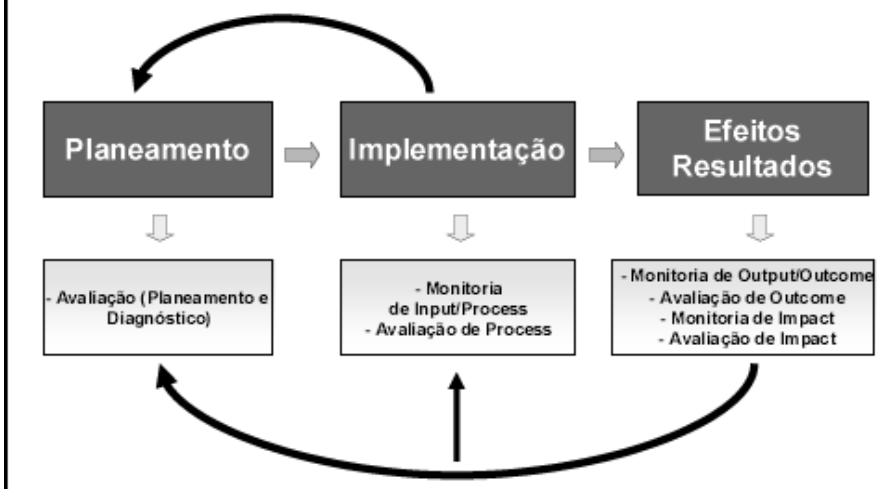 Planeamento
Implementação
Efeitos
Resultados
- Avaliação (Planeamento e
Diagnóstico)
- Monitoria
de Input/Process
- Avaliação de Process
- Monitoria de Output/Outcome
- Avaliação de Outcome
- Monitoria de Impact
- Avaliação de Impact